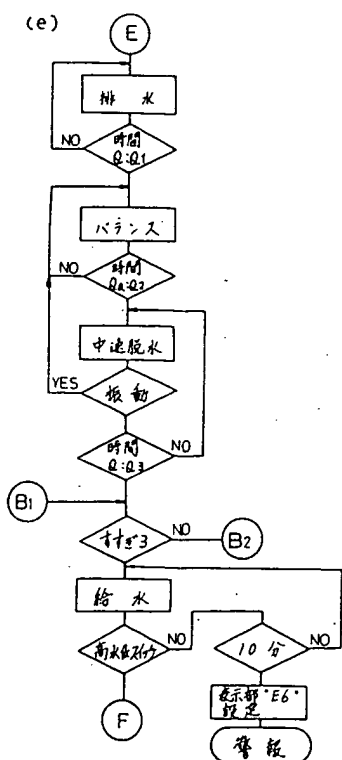 (e)
E
排水
NO
時間
Q:Q1
バランス
NO
時間
Qa:Q2
中速脱水
YES
振動
時間
Q:Q3
NO
B1
すすぎ3
NO
B2
給水
高水位スイッチ
NO
10分
NO
表示部"E6"
設定
警報
F